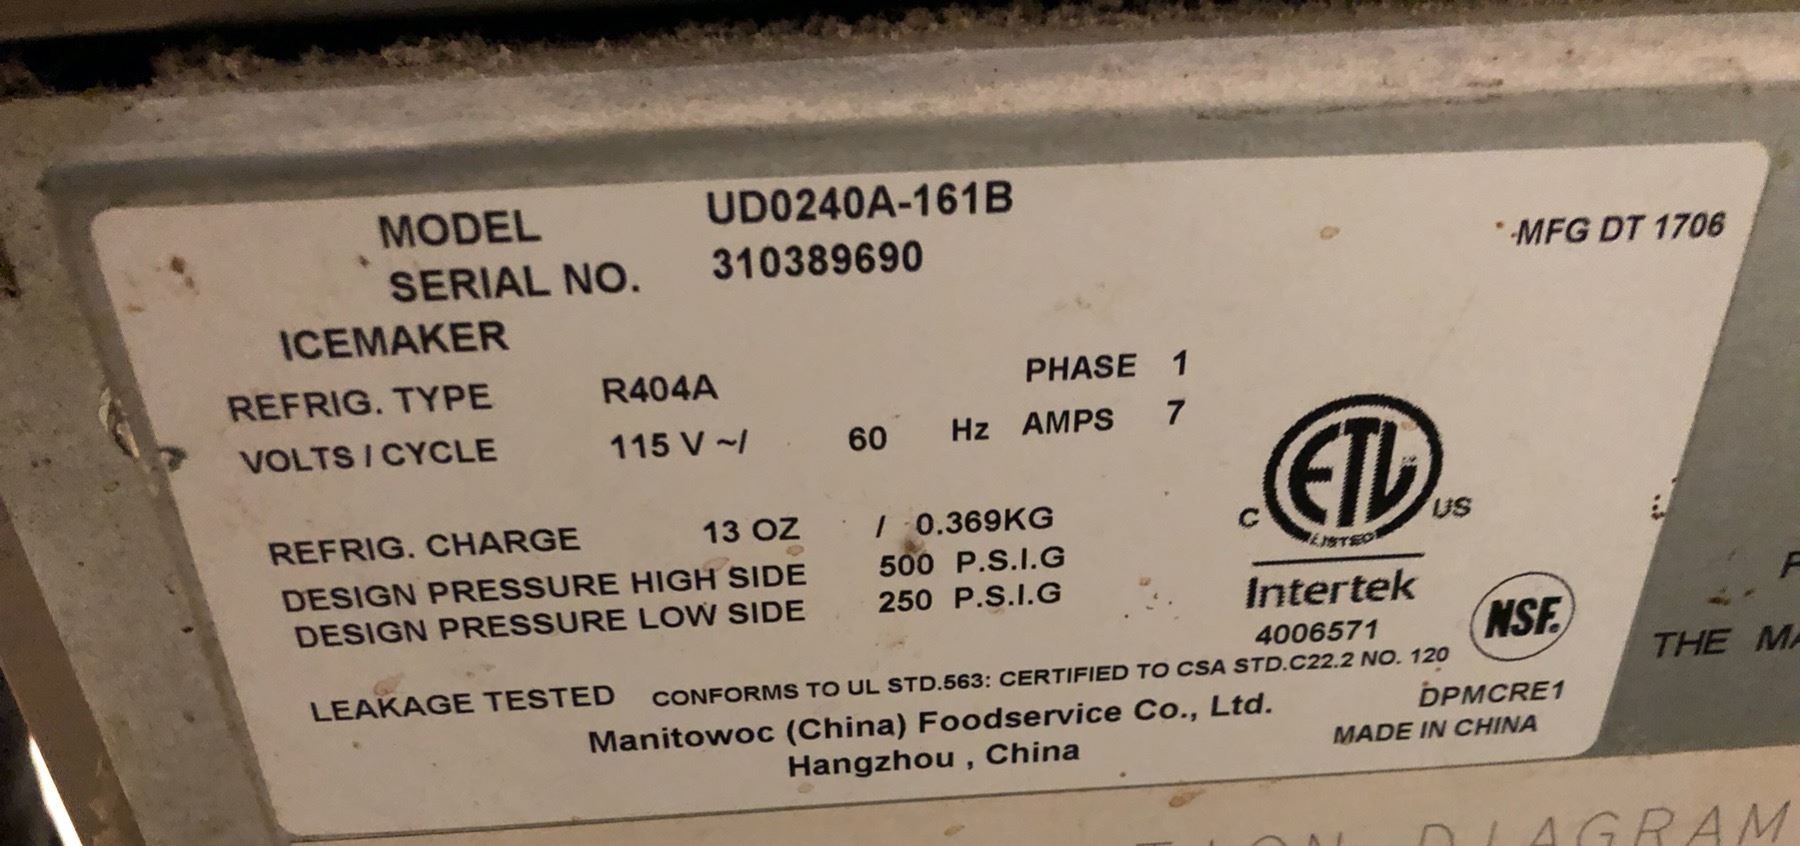 MODEL UD0240A-161B
SERIAL NO. 310389690
MFG DT 1706
ICEMAKER
REFRIG. TYPE R404A PHASE 1
VOLTS / CYCLE 115 V ~/ 60 Hz AMPS 7
REFRIG. CHARGE 13 OZ / 0.369KG
DESIGN PRESSURE HIGH SIDE 500 P.S.I.G
DESIGN PRESSURE LOW SIDE 250 P.S.I.G
C ETL US
LISTED
Intertek
4006571
NSF.
LEAKAGE TESTED CONFORMS TO UL STD.563: CERTIFIED TO CSA STD.C22.2 NO. 120
Manitowoc (China) Foodservice Co., Ltd. DPMCRE1
Hangzhou , China MADE IN CHINA
THE
DIAGRAM